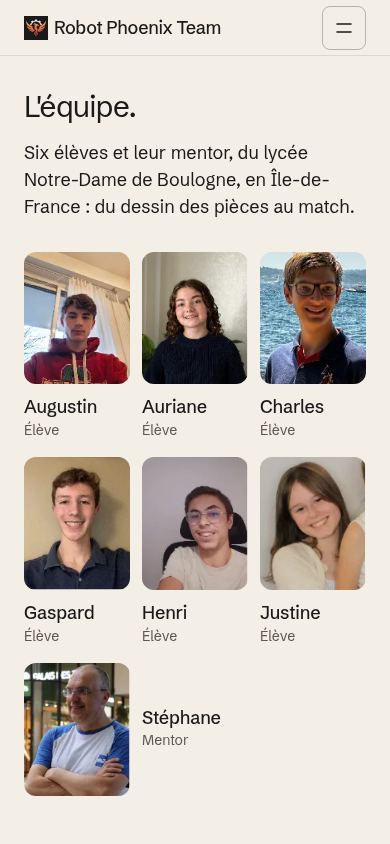 Robot Phoenix Team
L'équipe.
Six élèves et leur mentor, du lycée
Notre-Dame de Boulogne, en Île-de-
France : du dessin des pièces au match.
Augustin
Auriane
Charles
Élève
Élève
Élève
Gaspard
Henri
Justine
Élève
Élève
Élève
Stéphane
Mentor